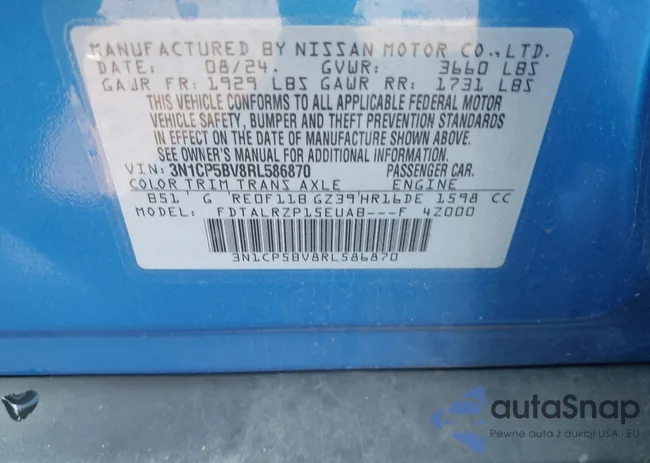 MANUFACTURED BY NISSAN MOTOR CO., LTD.
DATE: 08/24. GVWR: 3660 LBS
GAWR FR: 1929 LBS GAWR RR: 1731 LBS
THIS VEHICLE CONFORMS TO ALL APPLICABLE FEDERAL MOTOR
VEHICLE SAFETY, BUMPER AND THEFT PREVENTION STANDARDS
IN EFFECT ON THE DATE OF MANUFACTURE SHOWN ABOVE.
SEE OWNER'S MANUAL FOR ADDITIONAL INFORMATION.
VIN: 3N1CP5BV8RL586870 PASSENGER CAR.
COLOR TRIM TRANS AXLE ENGINE
B51 G RE0F11B GZ39 HR16DE 1598 CC
FDTALRZP15EUAB---F 4Z000
3N1CP5BV8RL586870
autaSnap
Pewne auta z aukcji USA i EU